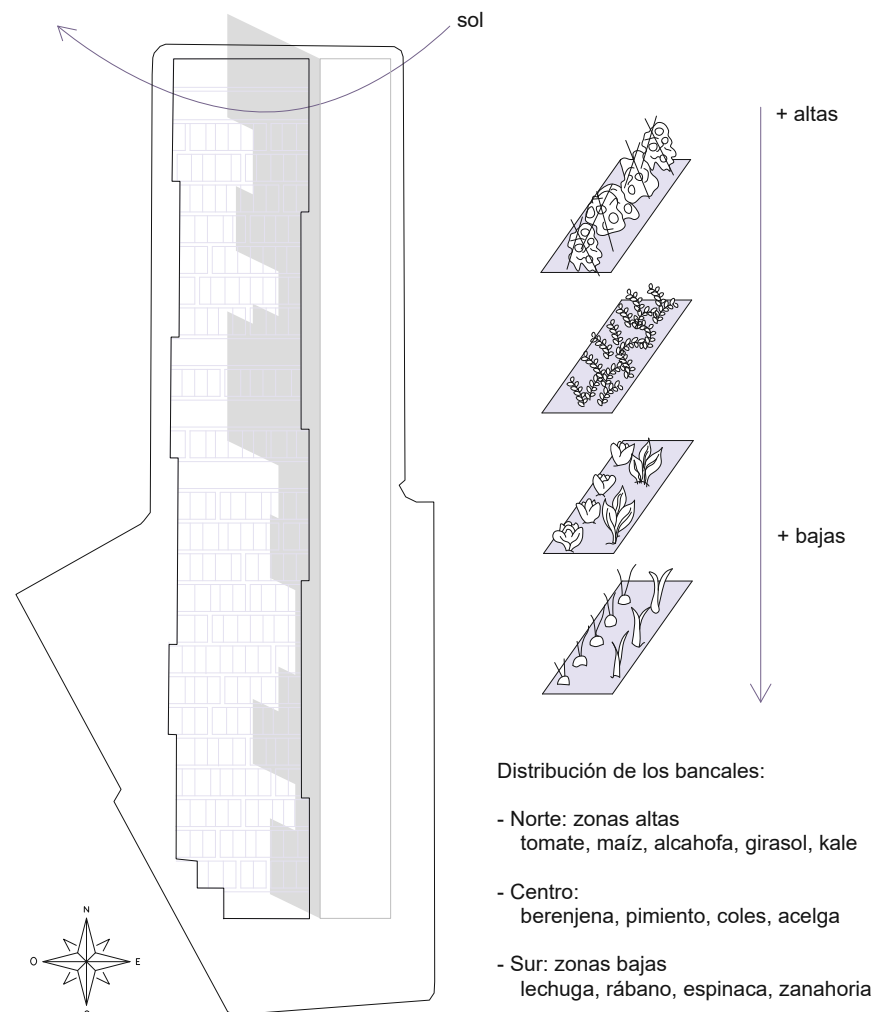 sol
+ altas
+ bajas
Distribución de los bancales:
- Norte: zonas altas
tomate, maíz, alcahofa, girasol, kale
- Centro:
berenjena, pimiento, coles, acelga
- Sur: zonas bajas
lechuga, rábano, espinaca, zanahoria
N
O
E